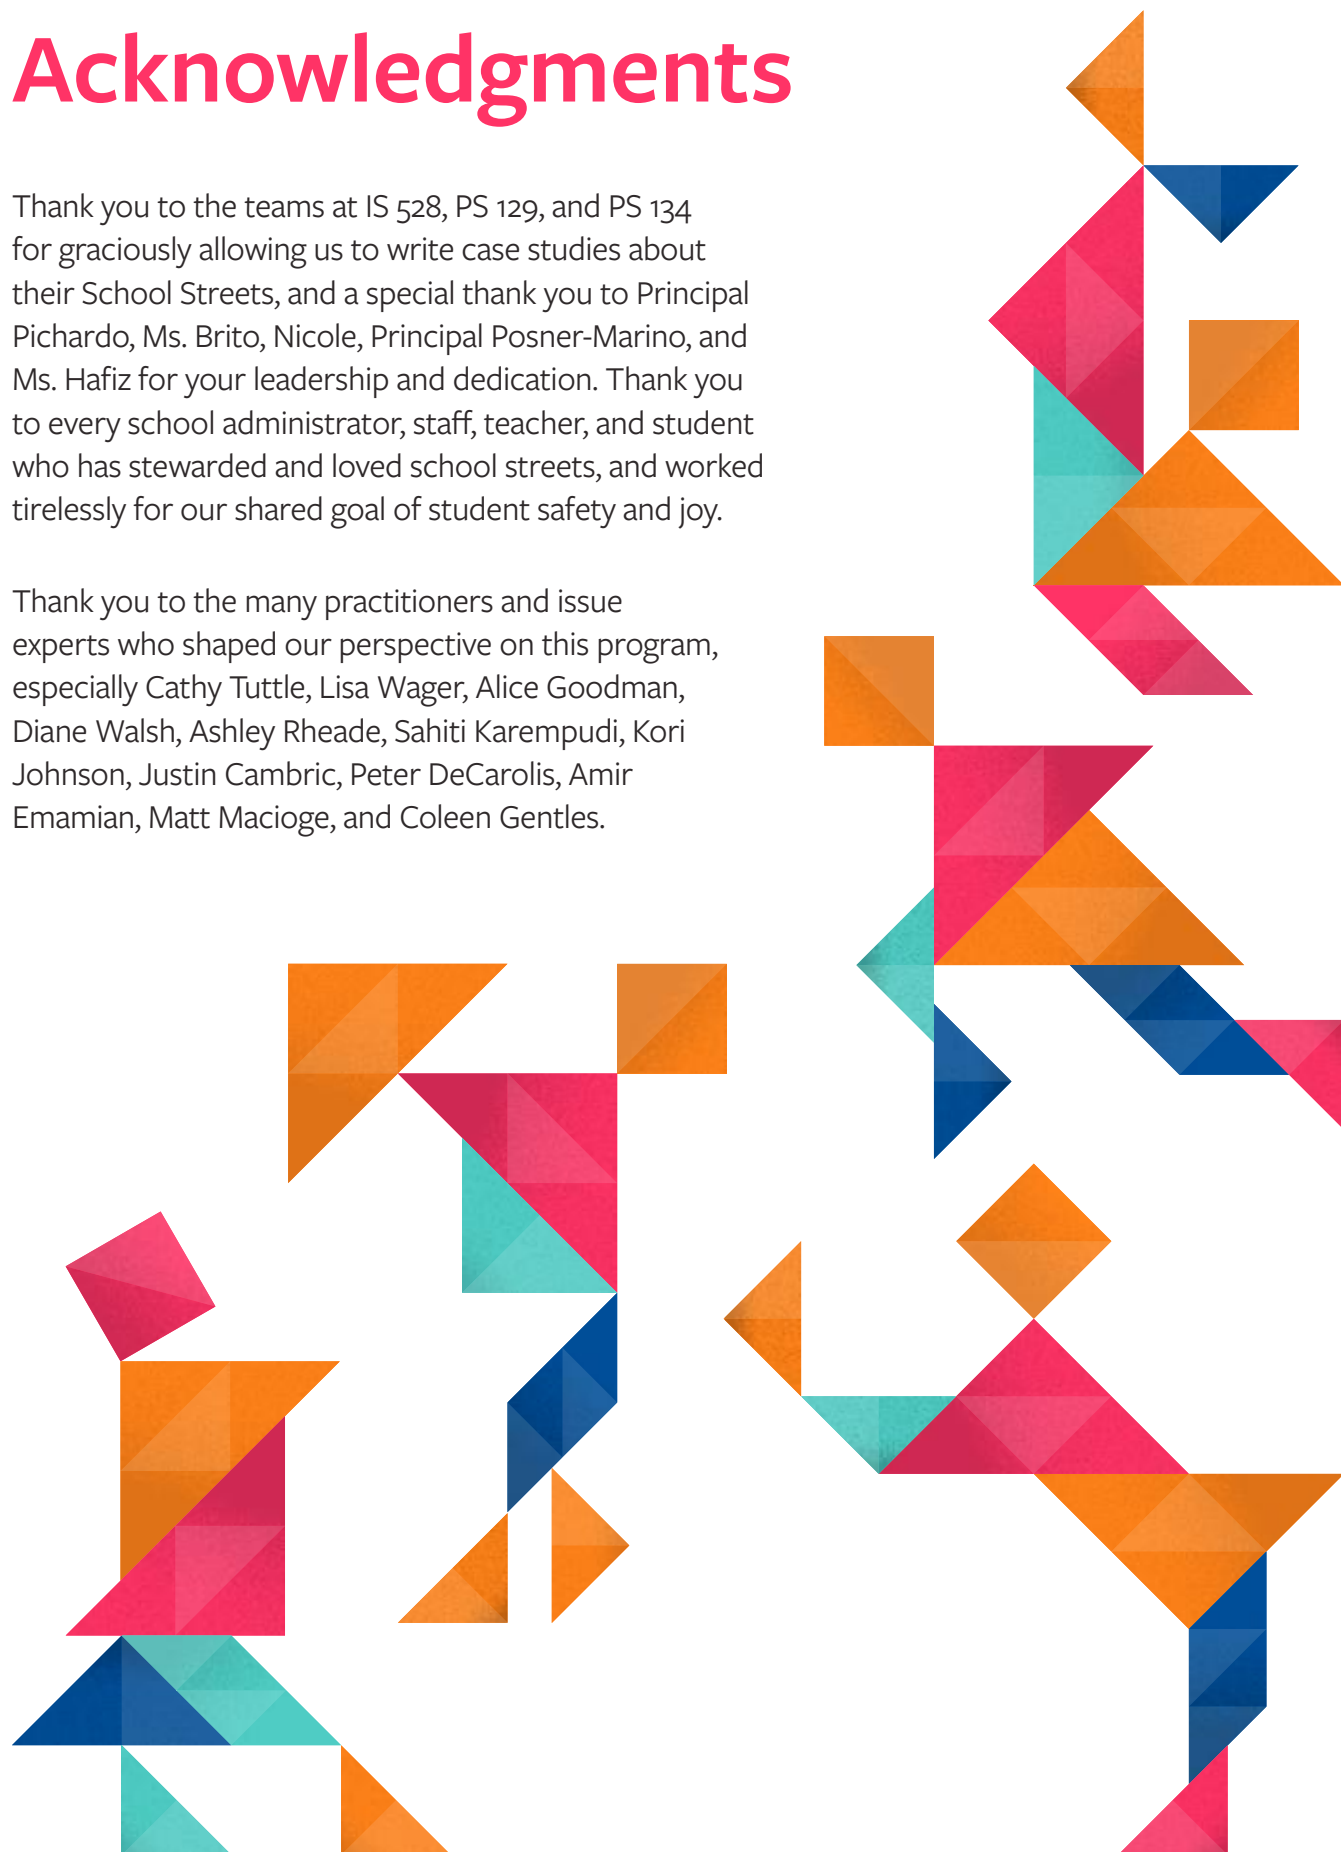 Acknowledgments
Thank you to the teams at IS 528, PS 129, and PS 134
for graciously allowing us to write case studies about
their School Streets, and a special thank you to Principal
Pichardo, Ms. Brito, Nicole, Principal Posner-Marino, and
Ms. Hafiz for your leadership and dedication. Thank you
to every school administrator, staff, teacher, and student
who has stewarded and loved school streets, and worked
tirelessly for our shared goal of student safety and joy.
Thank you to the many practitioners and issue
experts who shaped our perspective on this program,
especially Cathy Tuttle, Lisa Wager, Alice Goodman,
Diane Walsh, Ashley Rheade, Sahiti Karempudi, Kori
Johnson, Justin Cambric, Peter DeCarolis, Amir
Emamian, Matt Macioge, and Coleen Gentles.